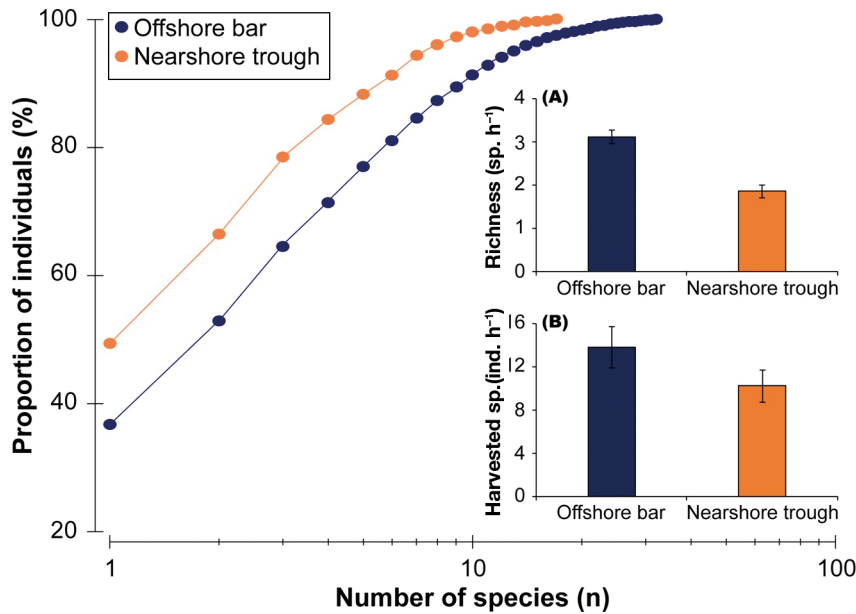 Offshore bar
Nearshore trough
Proportion of individuals (%)
100
80
60
40
20
1
10
100
Number of species (n)
(A)
Richness (sp. h⁻¹)
4
3
2
1
0
Offshore bar
Nearshore trough
(B)
Harvested sp.(ind. h⁻¹)
16
12
8
4
0
Offshore bar
Nearshore trough